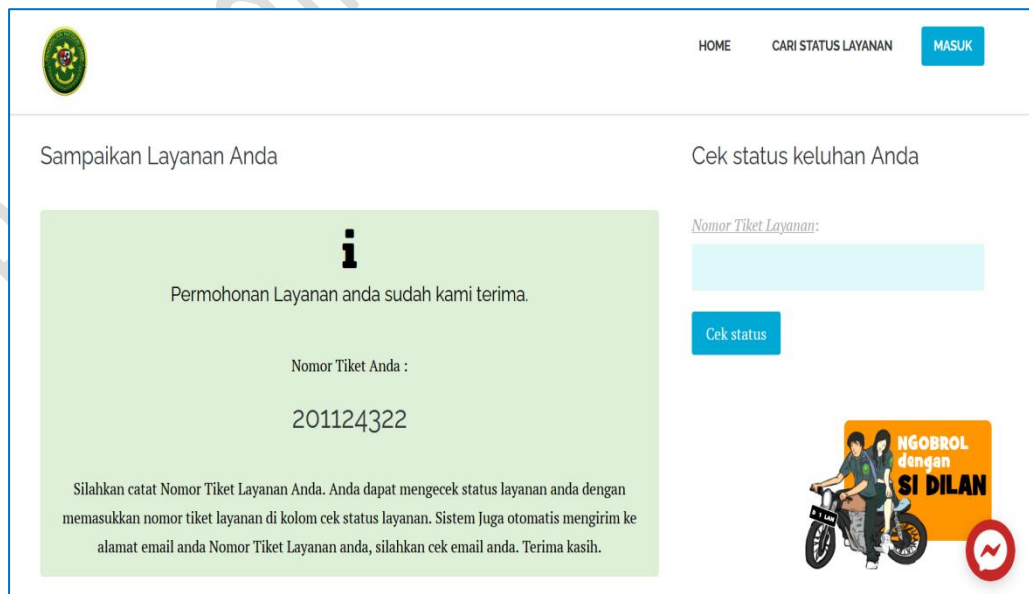 HOME CARI STATUS LAYANAN MASUK
Sampaikan Layanan Anda
Permohonan Layanan anda sudah kami terima.
Nomor Tiket Anda :
201124322
Silahkan catat Nomor Tiket Layanan Anda. Anda dapat mengecek status layanan anda dengan
memasukkan nomor tiket layanan di kolom cek status layanan. Sistem Juga otomatis mengirim ke
alamat email anda Nomor Tiket Layanan anda, silahkan cek email anda. Terima kasih.
Cek status keluhan Anda
Nomor Tiket Layanan:
Cek status
NGOBROL
dengan
SI DILAN